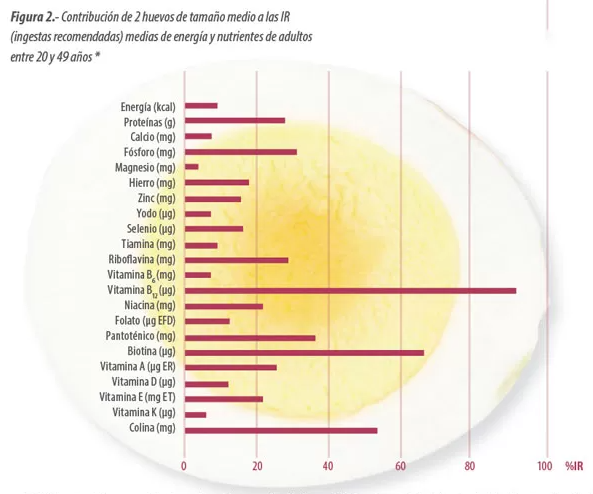 Figura 2.- Contribución de 2 huevos de tamaño medio a las IR
(ingestas recomendadas) medias de energía y nutrientes de adultos
entre 20 y 49 años *
Energía (kcal)
Proteínas (g)
Calcio (mg)
Fósforo (mg)
Magnesio (mg)
Hierro (mg)
Zinc (mg)
Yodo (µg)
Selenio (µg)
Tiamina (mg)
Riboflavina (mg)
Vitamina B6 (mg)
Vitamina B12 (µg)
Niacina (mg)
Folato (µg EFD)
Pantoténico (mg)
Biotina (µg)
Vitamina A (µg ER)
Vitamina D (µg)
Vitamina E (mg ET)
Vitamina K (µg)
Colina (mg)
0 20 40 60 80 100 %IR